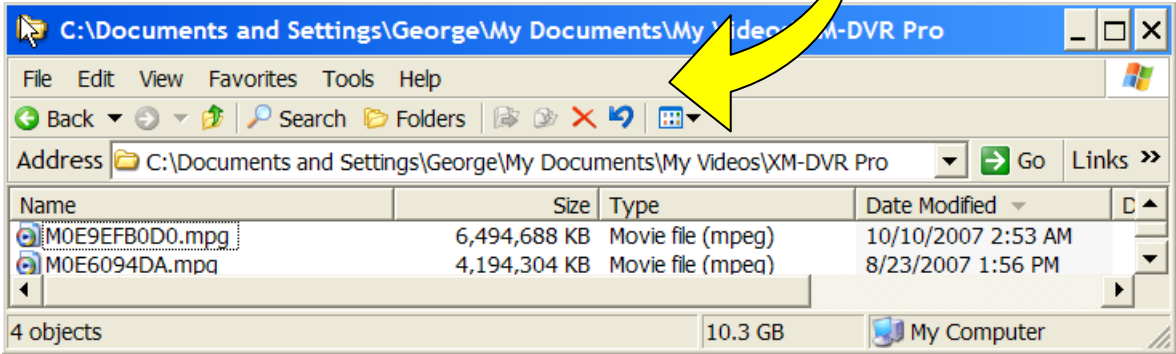 C:\Documents and Settings\George\My Documents\My Videos\XM-DVR Pro
File Edit View Favorites Tools Help
Back Search Folders
Address C:\Documents and Settings\George\My Documents\My Videos\XM-DVR Pro Go Links »
Name Size Type Date Modified D
M0E9EFB0D0.mpg 6,494,688 KB Movie file (mpeg) 10/10/2007 2:53 AM
M0E6094DA.mpg 4,194,304 KB Movie file (mpeg) 8/23/2007 1:56 PM
4 objects 10.3 GB My Computer